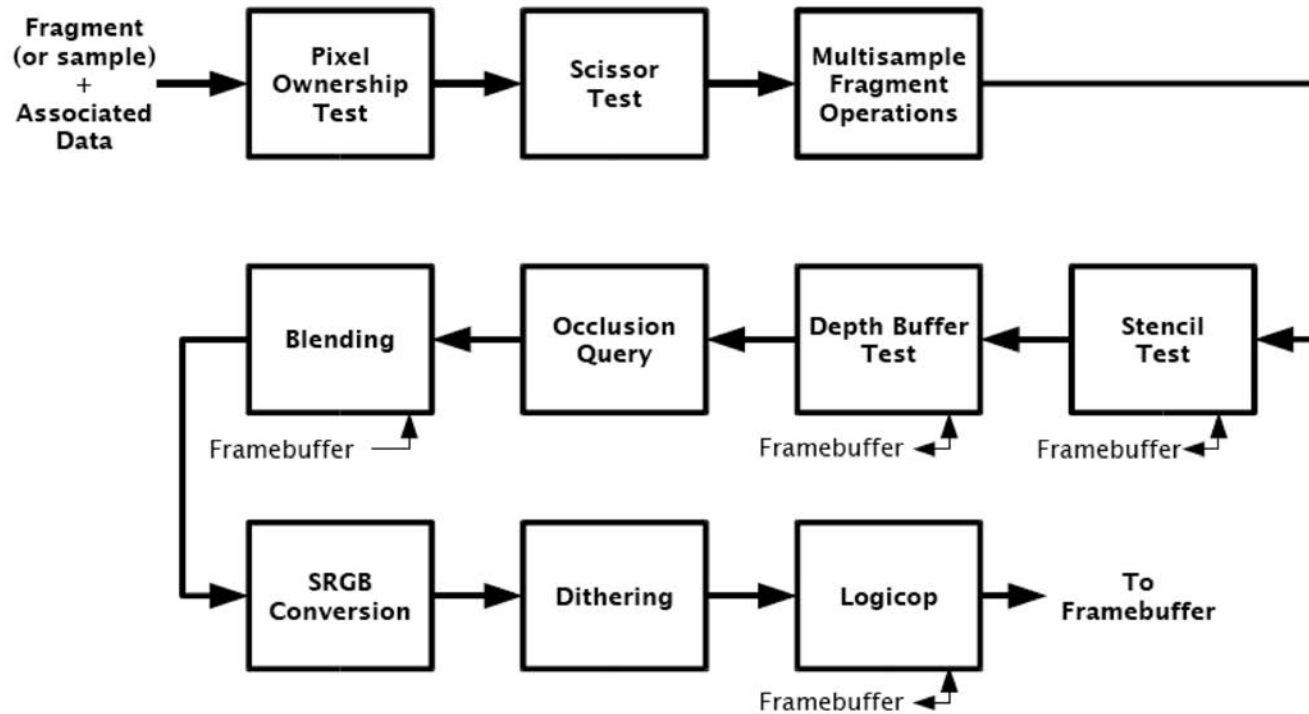 Fragment
(or sample)
+
Associated
Data
Pixel
Ownership
Test
Scissor
Test
Multisample
Fragment
Operations
Stencil
Test
Framebuffer
Depth Buffer
Test
Framebuffer
Occlusion
Query
Blending
Framebuffer
SRGB
Conversion
Dithering
Logicop
Framebuffer
To
Framebuffer